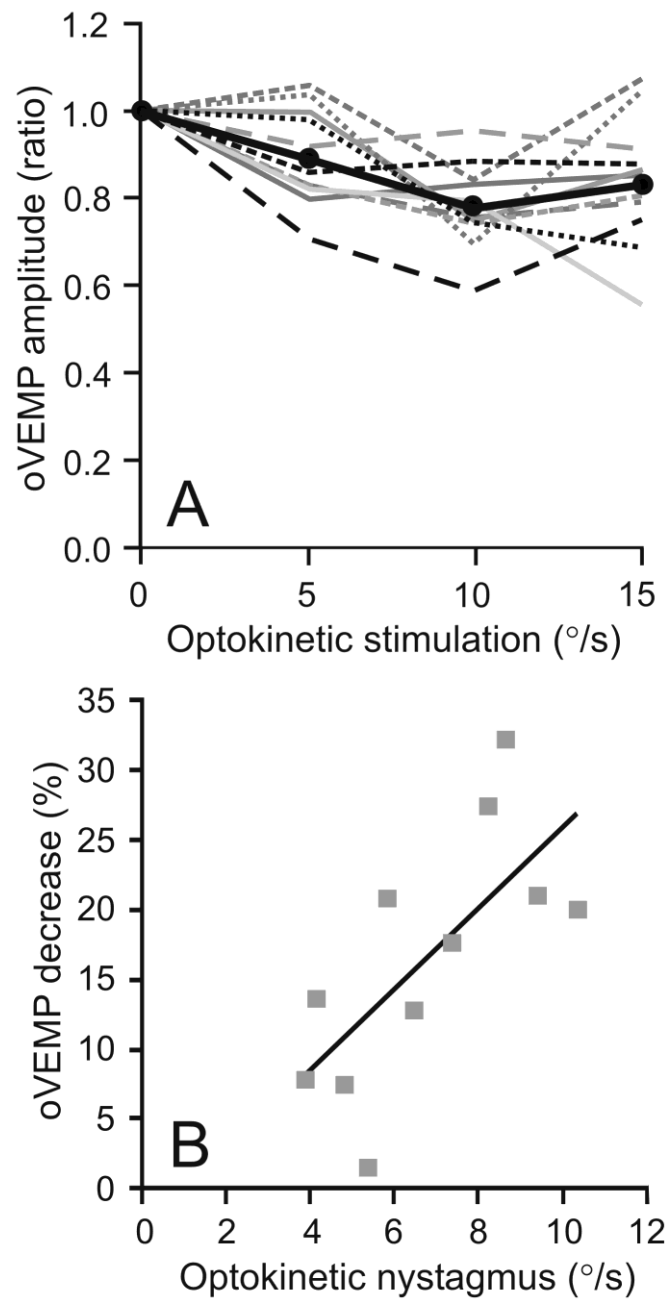 1.2
1.0
0.8
0.6
0.4
0.2
0.0
oVEMP amplitude (ratio)
A
0 5 10 15
Optokinetic stimulation (°/s)
35
30
25
20
15
10
5
0
oVEMP decrease (%)
B
0 2 4 6 8 10 12
Optokinetic nystagmus (°/s)